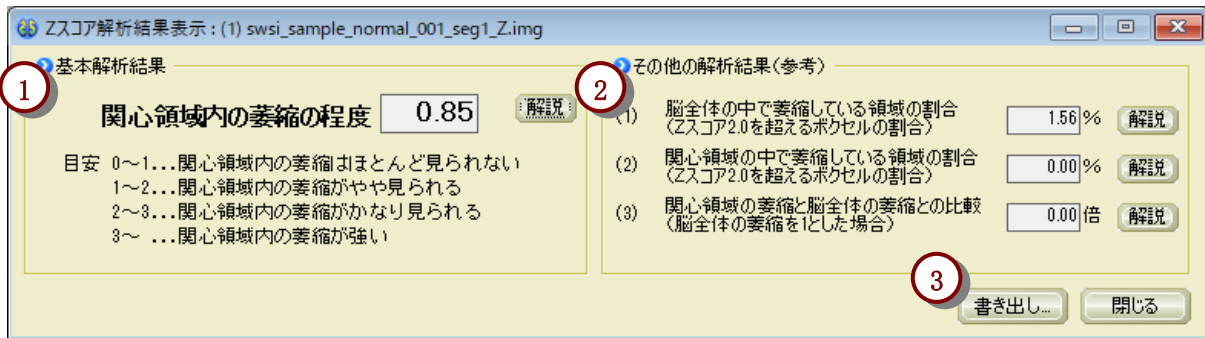 Zスコア解析結果表示 : (1) swsi_sample_normal_001_seg1_Z.img
1
基本解析結果
関心領域内の萎縮の程度 0.85 解説
目安 0～1...関心領域内の萎縮はほとんど見られない
1～2...関心領域内の萎縮がやや見られる
2～3...関心領域内の萎縮がかなり見られる
3～ ...関心領域内の萎縮が強い
2
その他の解析結果(参考)
(1) 脳全体の中で萎縮している領域の割合 1.56 % 解説
(Zスコア2.0を超えるボクセルの割合)
(2) 関心領域の中で萎縮している領域の割合 0.00 % 解説
(Zスコア2.0を超えるボクセルの割合)
(3) 関心領域の萎縮と脳全体の萎縮との比較 0.00 倍 解説
(脳全体の萎縮を1とした場合)
3
書き出し... 閉じる